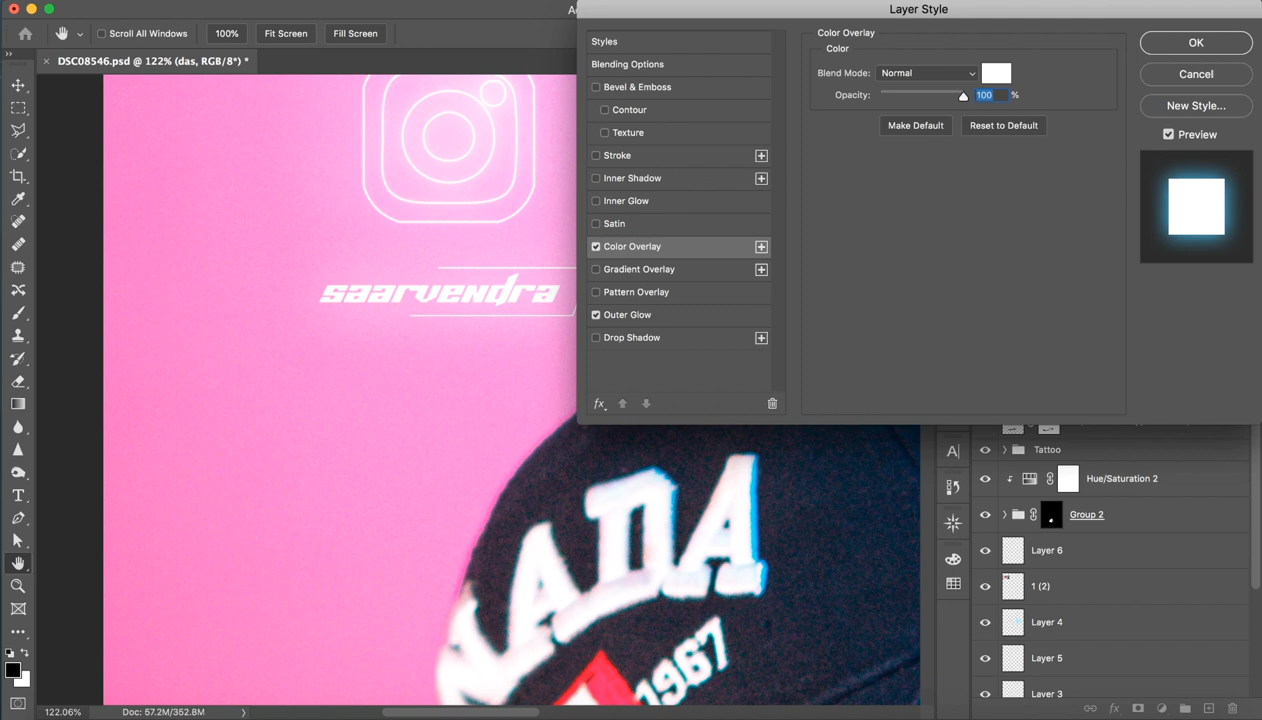 A
Layer Style
Scroll All Windows
100%
Fit Screen
Fill Screen
DSC08546.psd @ 122% (das, RGB/8*) *
Styles
Blending Options
Bevel & Emboss
Contour
Texture
Stroke
Inner Shadow
Inner Glow
Satin
Color Overlay
Gradient Overlay
Pattern Overlay
Outer Glow
Drop Shadow
fx
Color Overlay
Color
Blend Mode: Normal
Opacity: 100 %
Make Default
Reset to Default
OK
Cancel
New Style...
Preview
saarvendra
NADA
1967
Tattoo
Hue/Saturation 2
Group 2
Layer 6
1 (2)
Layer 4
Layer 5
Layer 3
fx
122.06%
Doc: 57.2M/352.8M